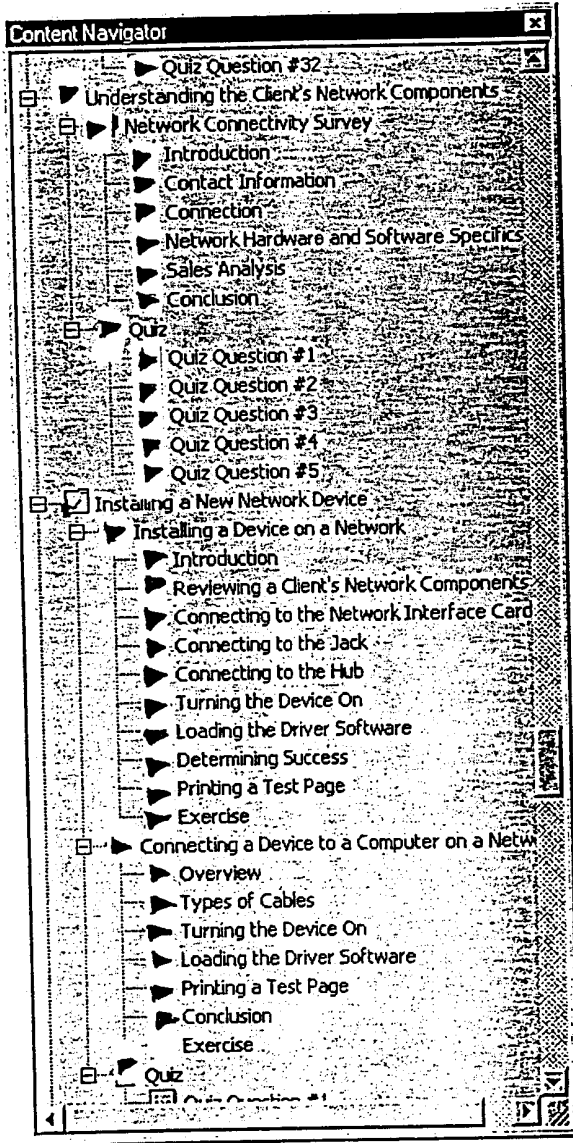 Content Navigator
Quiz Question #32
Understanding the Client's Network Components
Network Connectivity Survey
Introduction
Contact Information
Connection
Network Hardware and Software Specifics
Sales Analysis
Conclusion
Quiz
Quiz Question #1
Quiz Question #2
Quiz Question #3
Quiz Question #4
Quiz Question #5
Installing a New Network Device
Installing a Device on a Network
Introduction
Reviewing a Client's Network Components
Connecting to the Network Interface Card
Connecting to the Jack
Connecting to the Hub
Turning the Device On
Loading the Driver Software
Determining Success
Printing a Test Page
Exercise
Connecting a Device to a Computer on a Netw
Overview
Types of Cables
Turning the Device On
Loading the Driver Software
Printing a Test Page
Conclusion
Exercise
Quiz
Quiz Question #1